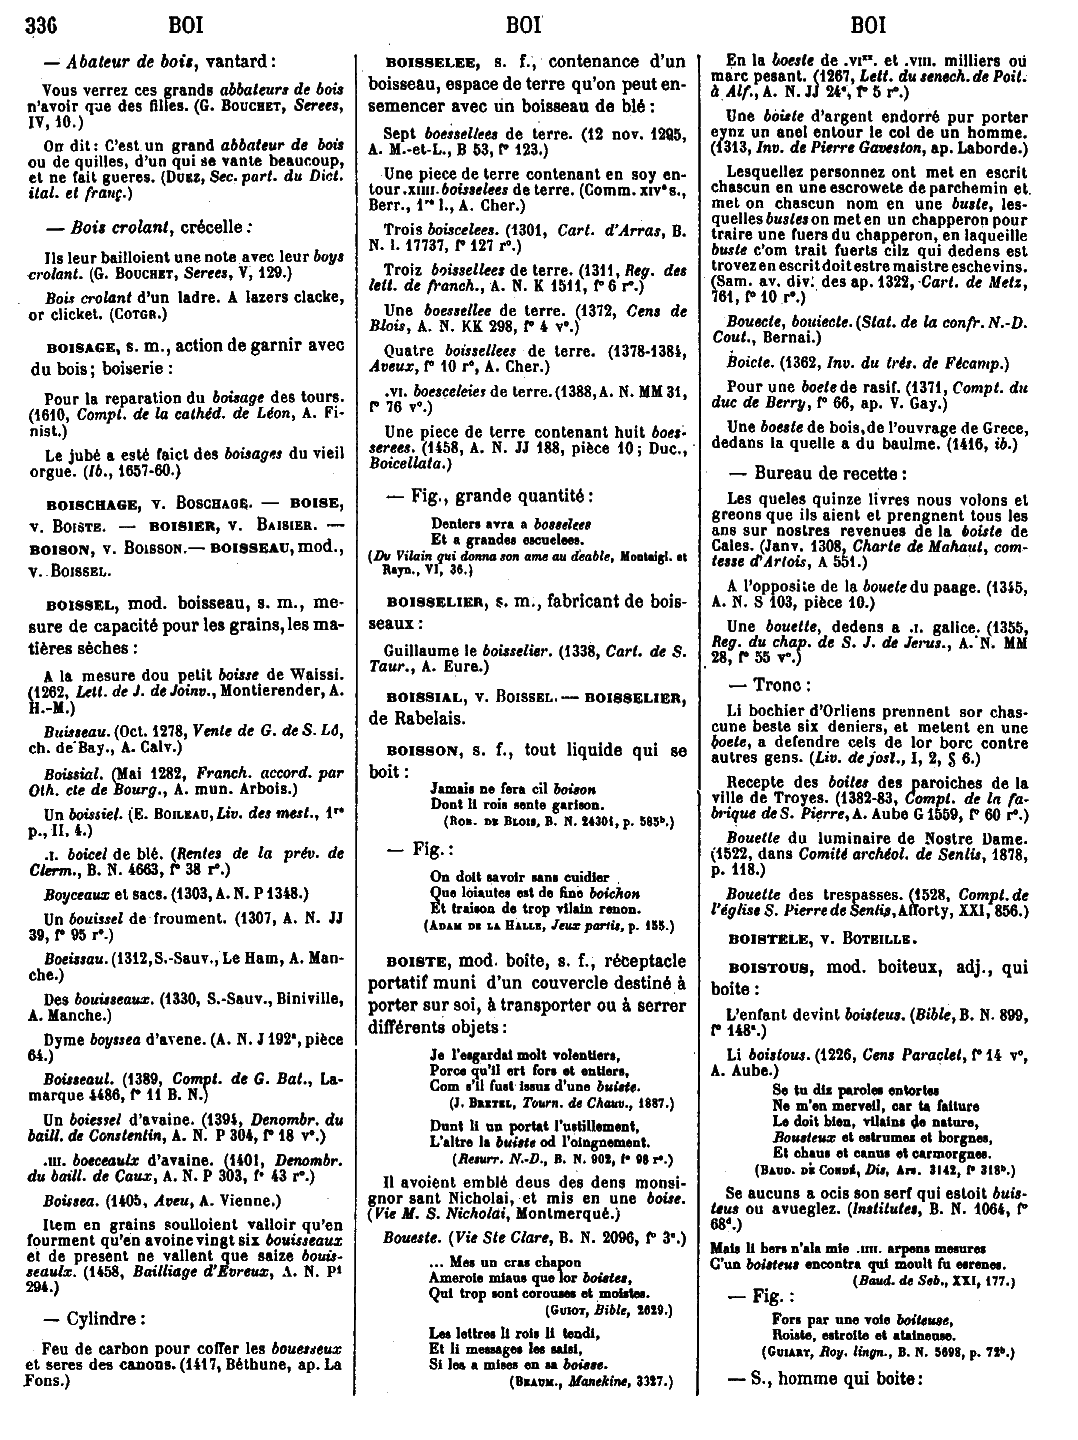 336 BOI BOI BOI
— Abateur de bois, vantard :
Vous verrez ces grands abbateurs de bois
n'avoir que des filles. (G. BOUCHET, Serees,
IV, 10.)
On dit : C'est un grand abbateur de bois
ou de quilles, d'un qui se vante beaucoup,
et ne fait gueres. (DUEZ, Sec. part. du Dict.
ital. et franç.)
— Bois crolant, crécelle :
Ils leur bailloient une note avec leur boys
crolant. (G. BOUCHET, Serees, V, 129.)
Bois crolant d'un ladre. A lazers clacke,
or clicket. (COTGR.)
BOISAGE, s. m., action de garnir avec
du bois ; boiserie :
Pour la reparation du boisage des tours.
(1610, Compt. de la cathéd. de Léon, A. Fi-
nist.)
Le jubé a esté faict des boisages du vieil
orgue. (Ib., 1657-60.)
BOISCHAGE, v. BOSCHAGE. — BOISE,
v. BOISTE. — BOISIER, v. BAISIER. —
BOISON, v. BOISSON. — BOISSEAU, mod.,
v. BOISSEL.
BOISSEL, mod. boisseau, s. m., me-
sure de capacité pour les grains, les ma-
tières sèches :
A la mesure dou petit boisse de Waissi.
(1262, Lett. de J. de Joinv., Montierender, A.
H.-M.)
Buisseau. (Oct. 1278, Vente de G. de S. Lô,
ch. de Bay., A. Calv.)
Boissial. (Mai 1282, Franch. accord. par
Oth. cte de Bourg., A. mun. Arbois.)
Un boissiel. (E. BOILEAU, Liv. des mest., 1re
p., II, 4.)
.I. boicel de blé. (Rentes de la prév. de
Clerm., B. N. 4663, f° 38 r°.)
Boyceaux et sacs. (1303, A. N. P 1348.)
Un bouissel de froument. (1307, A. N. JJ
39, f° 95 r°.)
Boeissau. (1312, S.-Sauv., Le Ham, A. Man-
che.)
Des bouisseaux. (1330, S.-Sauv., Biniville,
A. Manche.)
Dyme boyssea d'avene. (A. N. J 192a, pièce
64.)
Boisseaul. (1389, Compt. de G. Bat., La-
marque 4486, f° 11 B. N.)
Un boiessel d'avaine. (1394, Denombr. du
baill. de Constentin, A. N. P 304, f° 18 v°.)
.III. boeceaulx d'avaine. (1401, Denombr.
du baill. de Caux, A. N. P 303, f° 43 r°.)
Boissea. (1405, Aveu, A. Vienne.)
Item en grains soulloient valloir qu'en
fourment qu'en avoine vingt six bouisseaux
et de present ne vallent que saize bouis-
seaulx. (1458, Bailliage d'Evreux, A. N. P1
294.)
— Cylindre :
Feu de carbon pour coffer les bouesseux
et seres des canons. (1417, Béthune, ap. La
Fons.)
BOISSELEE, s. f., contenance d'un
boisseau, espace de terre qu'on peut en-
semencer avec un boisseau de blé :
Sept boessellees de terre. (12 nov. 1295,
A. M.-et-L., B 53, f° 123.)
Une piece de terre contenant en soy en-
tour .XIIII. boisselees de terre. (Comm. XIVe s.,
Berr., 1re l., A. Cher.)
Trois boiscelees. (1301, Cart. d'Arras, B.
N. l. 17737, f° 127 r°.)
Troiz boissellees de terre. (1311, Reg. des
lett. de franch., A. N. K 1511, f° 6 r°.)
Une boessellee de terre. (1372, Cens de
Blois, A. N. KK 298, f° 4 v°.)
Quatre boissellees de terre. (1378-1384,
Aveux, f° 10 r°, A. Cher.)
.VI. boesceleies de terre. (1388, A. N. MM 31,
f° 76 v°.)
Une piece de terre contenant huit boes-
serees. (1458, A. N. JJ 188, pièce 10 ; Duc.,
Boicellata.)
— Fig., grande quantité :
Deniers avra a bosselees
Et a grandes escuelees.
(Du Vilain qui donna son ame au deable, Montaigl. et
Rayn., VI, 36.)
BOISSELIER, s. m., fabricant de bois-
seaux :
Guillaume le boisselier. (1338, Cart. de S.
Taur., A. Eure.)
BOISSIAL, v. BOISSEL. — BOISSELIER,
de Rabelais.
BOISSON, s. f., tout liquide qui se
boit :
Jamais ne fera cil boison
Dont li rois sente garison.
(ROB. DE BLOIS, B. N. 24301, p. 585b.)
— Fig. :
On doit savoir sans cuidier
Que loiautes est de fine boichon
Et traison de trop vilain renon.
(ADAM DE LA HALLE, Jeux partis, p. 155.)
BOISTE, mod. boîte, s. f., réceptacle
portatif muni d'un couvercle destiné à
porter sur soi, à transporter ou à serrer
différents objets :
Je l'esgardai molt volentiers,
Porce qu'il ert fors et entiers,
Com s'il fust issuz d'une buiste.
(J. BRETEL, Tourn. de Chauv., 1887.)
Dunt li un portat l'ustillement,
L'altre la buiste od l'oingnement.
(Resurr. N.-D., B. N. 902, f° 98 r°.)
Il avoient emblé deus des dens monsi-
gnor sant Nicholai, et mis en une boise.
(Vie M. S. Nicholai, Montmerqué.)
Boueste. (Vie Ste Clare, B. N. 2096, f° 3a.)
... Mes un cras chapon
Ameroie miaus que lor boistes,
Qui trop sont corouses et moistes.
(GUIOT, Bible, 2629.)
Les lettres li rois li tendi,
Et li messages les saisi,
Si les a mises en sa boisse.
(BEAUM., Manekine, 3327.)
En la boeste de .VIxx. et .VIII. milliers ou
marc pesant. (1267, Lett. du senech. de Poit.
à Alf., A. N. JJ 24c, f° 5 r°.)
Une boiste d'argent endorré pur porter
eynz un anel entour le col de un homme.
(1313, Inv. de Pierre Gaveston, ap. Laborde.)
Lesquellez personnez ont met en escrit
chascun en une escrowete de parchemin et
met on chascun nom en une buste, les-
quelles bustes on met en un chapperon pour
traire une fuers du chapperon, en laqueille
buste c'om trait fuerts cilz qui dedens est
trovez en escrit doit estre maistre eschevins.
(Sam. av. div. des ap. 1322, Cart. de Metz,
761, f° 10 r°.)
Bouecte, bouiecte. (Stat. de la confr. N.-D.
Cout., Bernai.)
Boicte. (1362, Inv. du trés. de Fécamp.)
Pour une boete de rasif. (1371, Compt. du
duc de Berry, f° 66, ap. V. Gay.)
Une boeste de bois, de l'ouvrage de Grece,
dedans la quelle a du baulme. (1416, ib.)
— Bureau de recette :
Les queles quinze livres nous volons et
greons que ils aient et prengnent tous les
ans sur nostres revenues de la boiste de
Cales. (Janv. 1308, Charte de Mahaut, com-
tesse d'Artois, A 551.)
A l'opposite de la bouete du paage. (1345,
A. N. S 103, pièce 10.)
Une bouette, dedens a .I. galice. (1355,
Reg. du chap. de S. J. de Jerus., A. N. MM
28, f° 55 v°.)
— Tronc :
Li bochier d'Orliens prennent sor chas-
cune beste six deniers, et metent en une
boete, a defendre cels de lor borc contre
autres gens. (Liv. de jost., I, 2, § 6.)
Recepte des boites des paroiches de la
ville de Troyes. (1382-83, Compt. de la fa-
brique de S. Pierre, A. Aube G 1559, f° 60 r°.)
Bouette du luminaire de Nostre Dame.
(1522, dans Comité archéol. de Senlis, 1878,
p. 118.)
Bouette des trespasses. (1528, Compt. de
l'église S. Pierre de Senlis, Afforty, XXI, 856.)
BOISTELE, v. BOTEILLE.
BOISTOUS, mod. boiteux, adj., qui
boite :
L'enfant devint boisteus. (Bible, B. N. 899,
f° 148a.)
Li boistous. (1226, Cens Paraclet, f° 14 v°,
A. Aube.)
Se tu dis paroles entortes
Ne m'en merveil, car ta faiture
Le doit bien, vilains de nature,
Bousteux et estrumes et borgnes,
Et chaus et canus et camorgnes.
(BAUD. DE CONDÉ, Dis, Ars. 3142, f° 318b.)
Se aucuns a ocis son serf qui estoit buis-
teus ou avueglez. (Institutes, B. N. 1064, f°
68d.)
Mais li bers n'ala mie .IIII. arpens mesures
C'un boisteus encontra qui moult fu esrenes.
(Baud. de Seb., XXI, 177.)
— Fig. :
Fors par une voie boiteuse,
Roiste, estroite et ataineuse.
(GUIART, Roy. lingn., B. N. 5698, p. 72b.)
— S., homme qui boite :